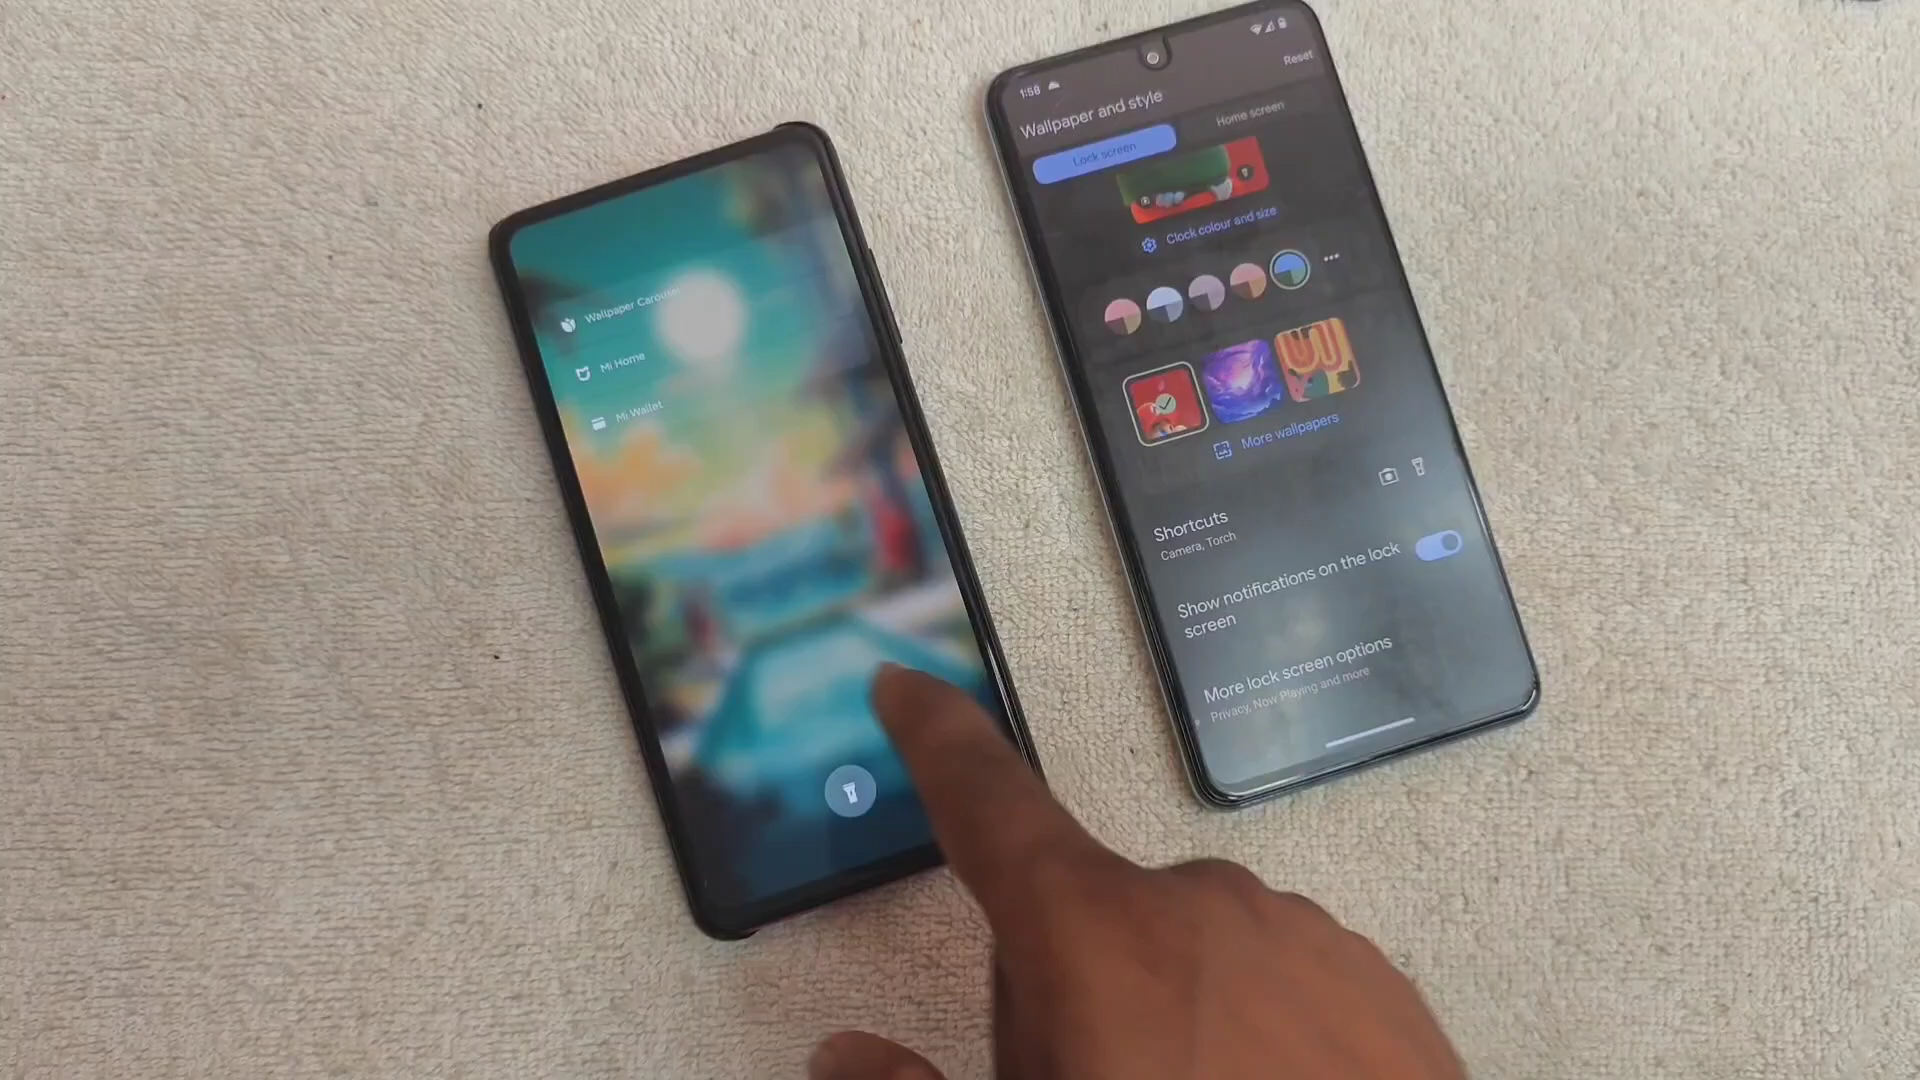 Wallpaper Carousel
Mi Home
Mi Wallet
1:58
Reset
Wallpaper and style
Lock screen
Home screen
Clock colour and size
More wallpapers
Shortcuts
Camera, Torch
Show notifications on the lock
screen
More lock screen options
Privacy, Now Playing and more